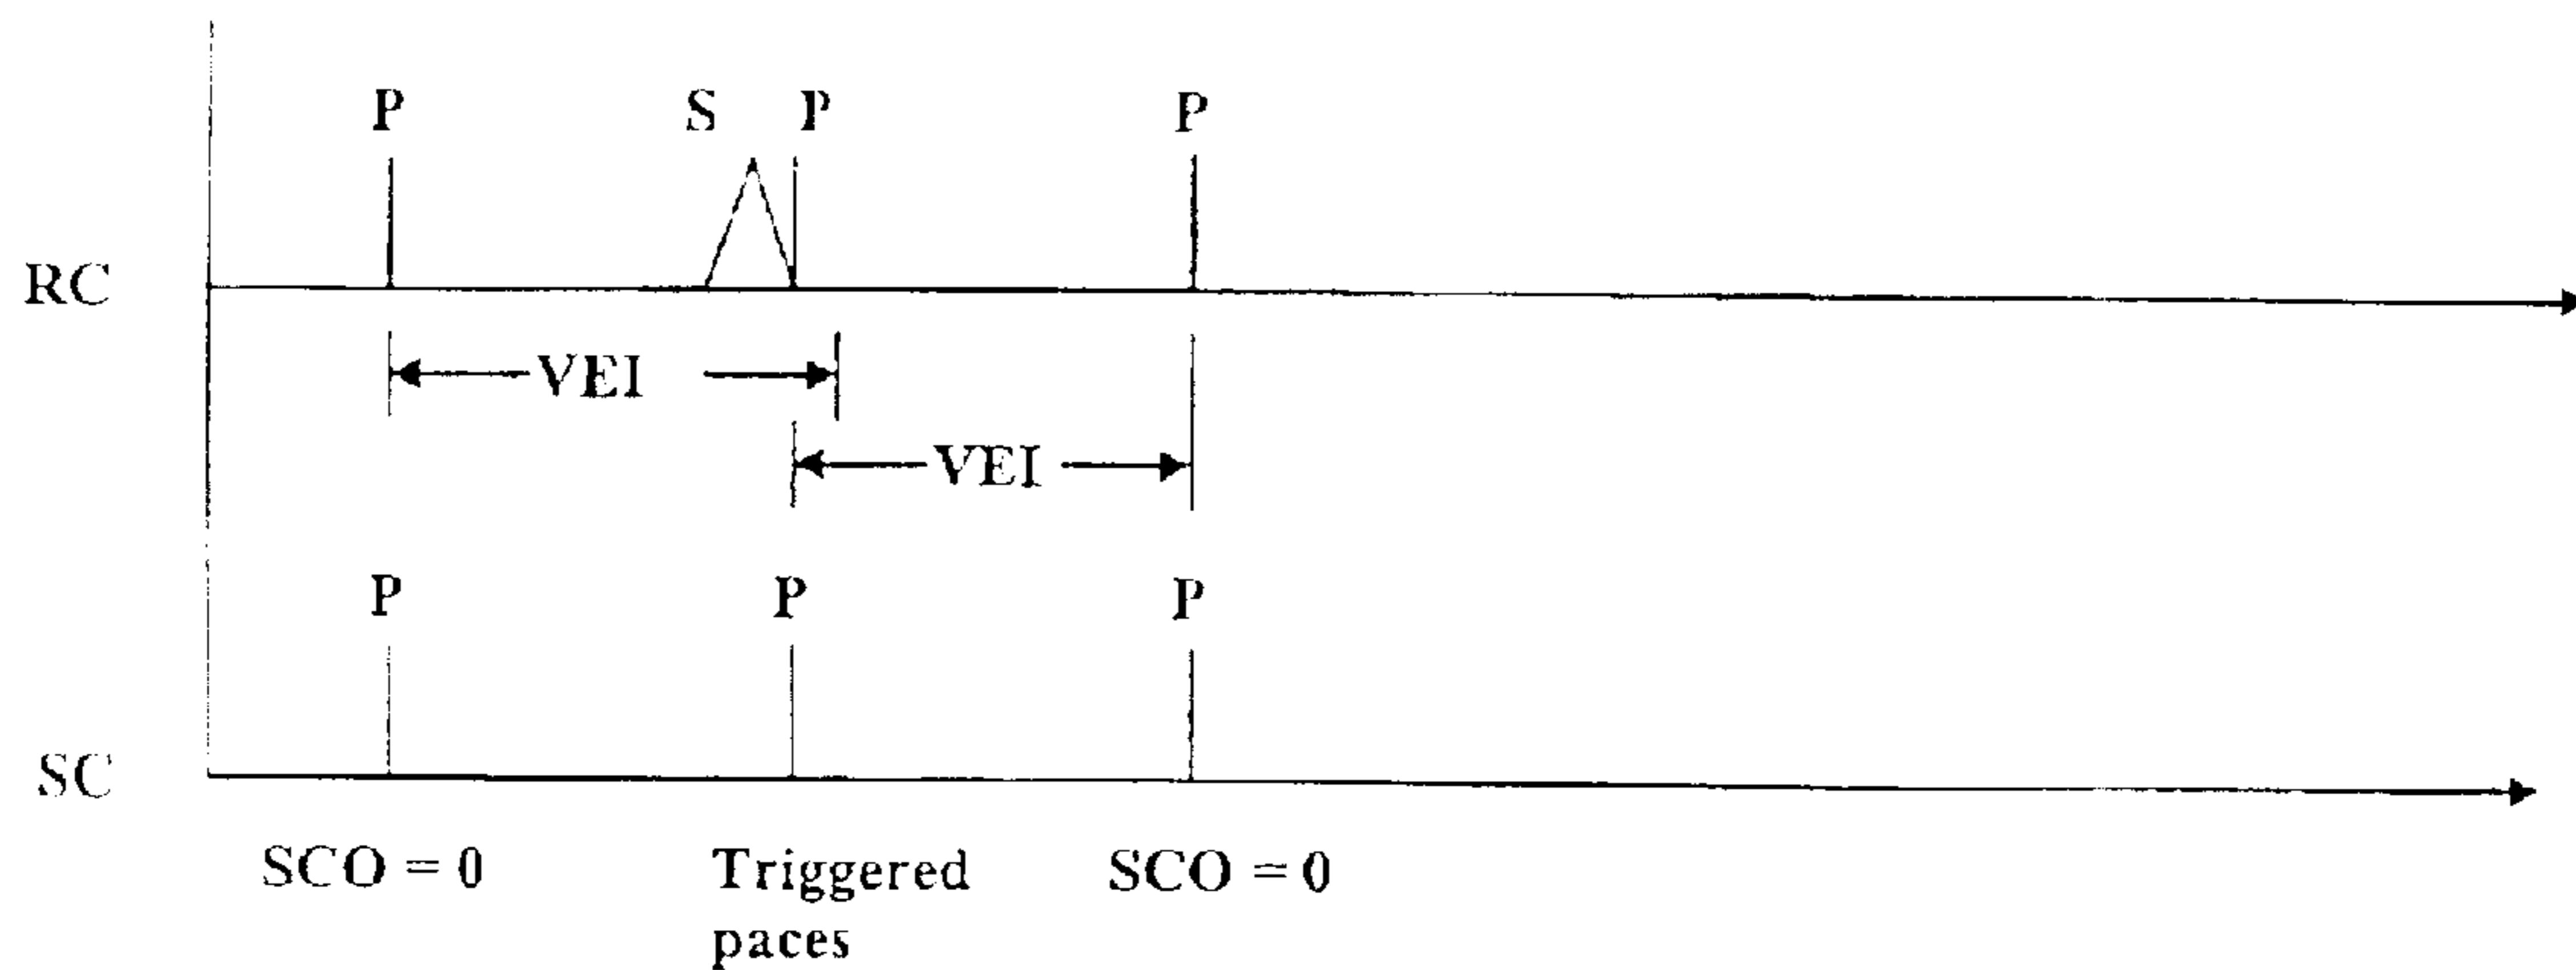 P S P P
RC
VEI
VEI
P P P
SC
SCO = 0 Triggered SCO = 0
paces